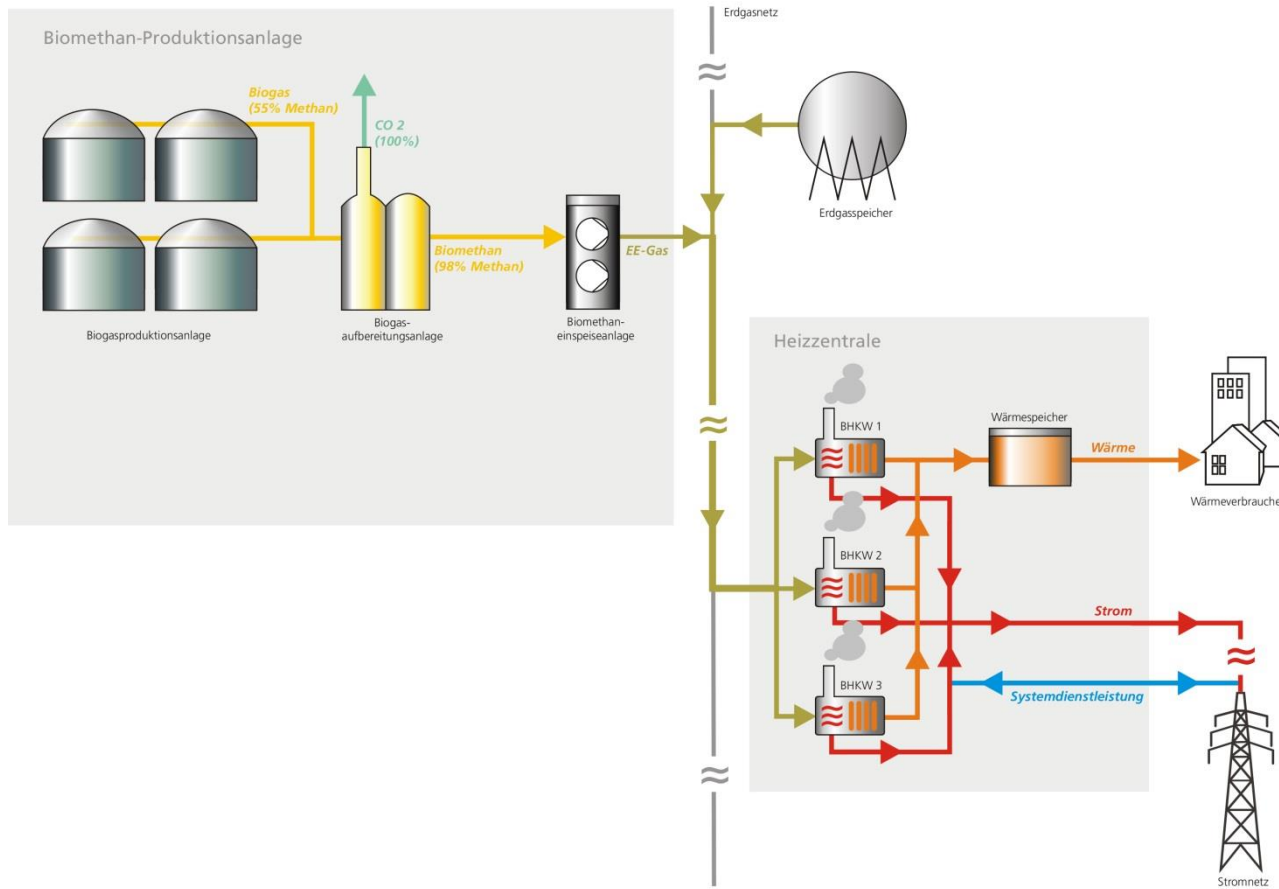 Erdgasnetz
Biomethan-Produktionsanlage
Biogas
(55% Methan)
CO 2
(100%)
Erdgasspeicher
Biomethan
(98% Methan)
EE-Gas
Biogasproduktionsanlage
Biogas-
aufbereitungsanlage
Biomethan-
einspeiseanlage
Heizzentrale
BHKW 1
Wärmespeicher
Wärme
Wärmeverbrauche
BHKW 2
Strom
BHKW 3
Systemdienstleistung
Stromnetz